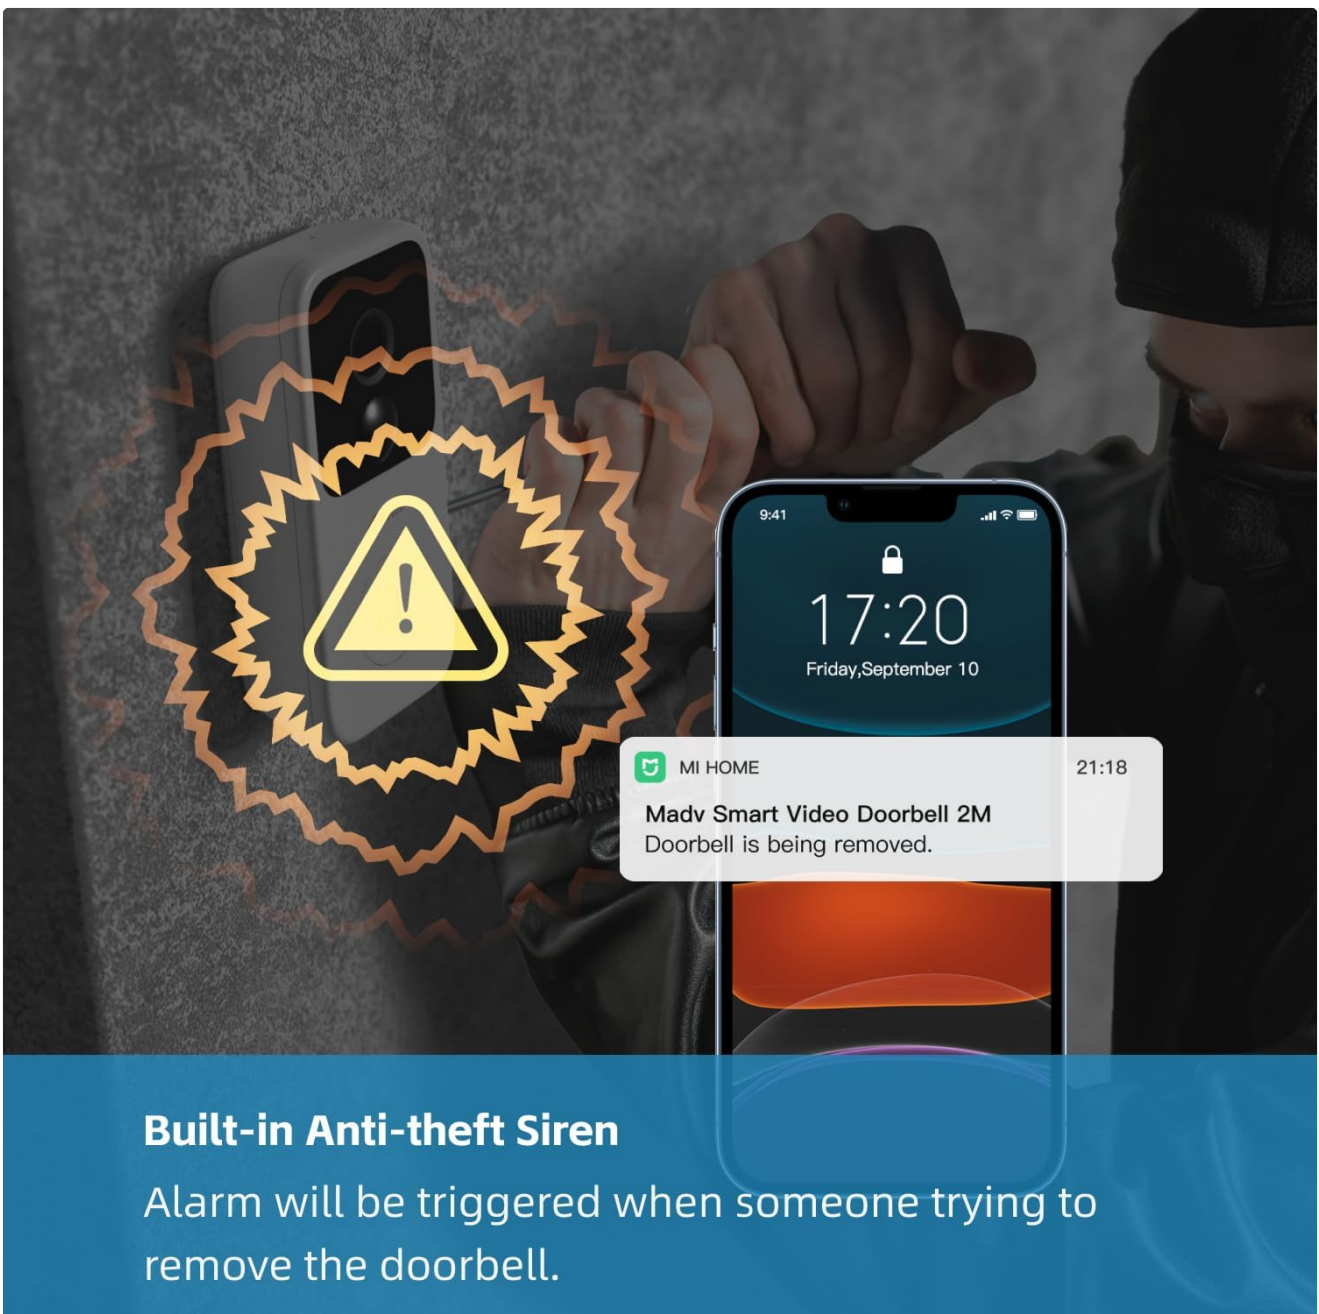 9:41
17:20
Friday,September 10
MI HOME 21:18
Madv Smart Video Doorbell 2M
Doorbell is being removed.
Built-in Anti-theft Siren
Alarm will be triggered when someone trying to
remove the doorbell.